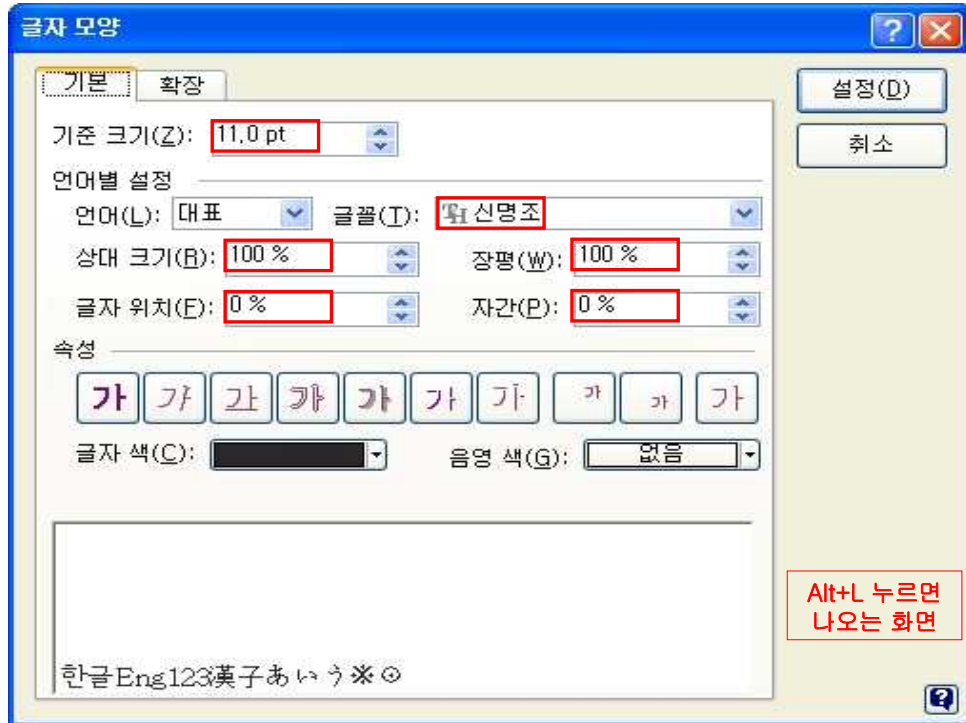 글자 모양
기본 확장
설정(D)
취소
기준 크기(Z): 11,0 pt
언어별 설정
언어(L): 대표 글꼴(T): 신명조
상대 크기(R): 100 % 장평(W): 100 %
글자 위치(F): 0 % 자간(P): 0 %
속성
가 가 가 가 가 가 가 가 가 가
글자 색(C): 음영 색(G): 없음
Alt+L 누르면
나오는 화면
한글Eng123漢子あいう※⊙